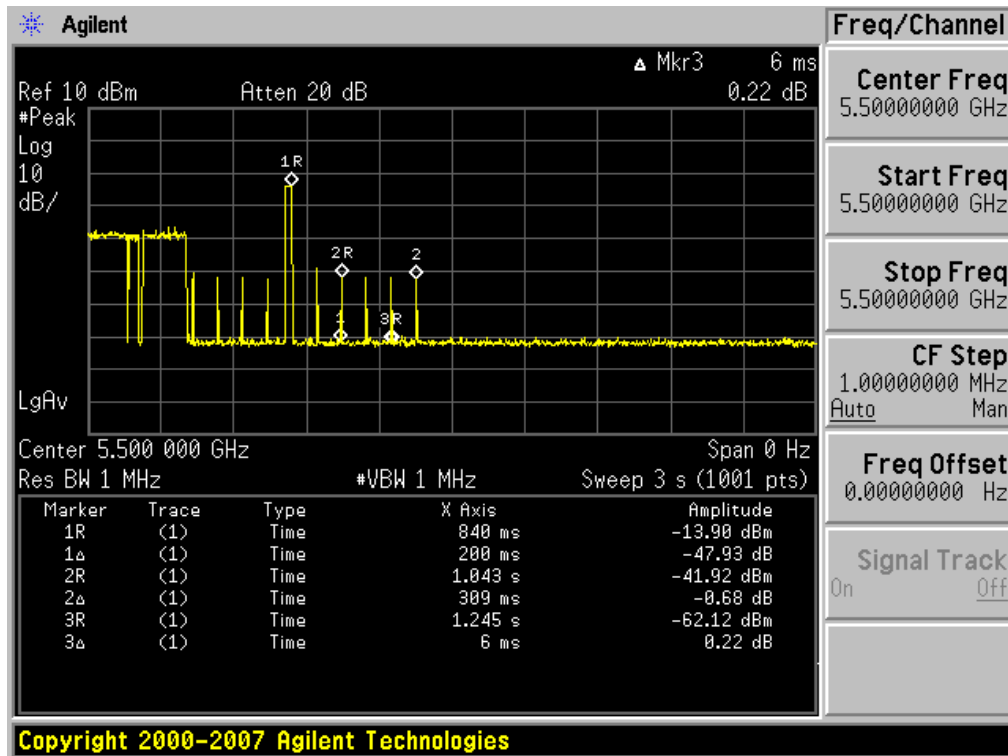 Agilent
Freq/Channel
Δ Mkr3 6 ms
Ref 10 dBm Atten 20 dB 0.22 dB
#Peak
Log
10
dB/
1R
2R
2
1
3R
LgAv
Center 5.500 000 GHz Span 0 Hz
Res BW 1 MHz #VBW 1 MHz Sweep 3 s (1001 pts)
Marker Trace Type X Axis Amplitude
1R (1) Time 840 ms -13.90 dBm
1Δ (1) Time 200 ms -47.93 dB
2R (1) Time 1.043 s -41.92 dBm
2Δ (1) Time 309 ms -0.68 dB
3R (1) Time 1.245 s -62.12 dBm
3Δ (1) Time 6 ms 0.22 dB
Center Freq
5.50000000 GHz
Start Freq
5.50000000 GHz
Stop Freq
5.50000000 GHz
CF Step
1.00000000 MHz
Auto Man
Freq Offset
0.00000000 Hz
Signal Track
On Off
Copyright 2000-2007 Agilent Technologies